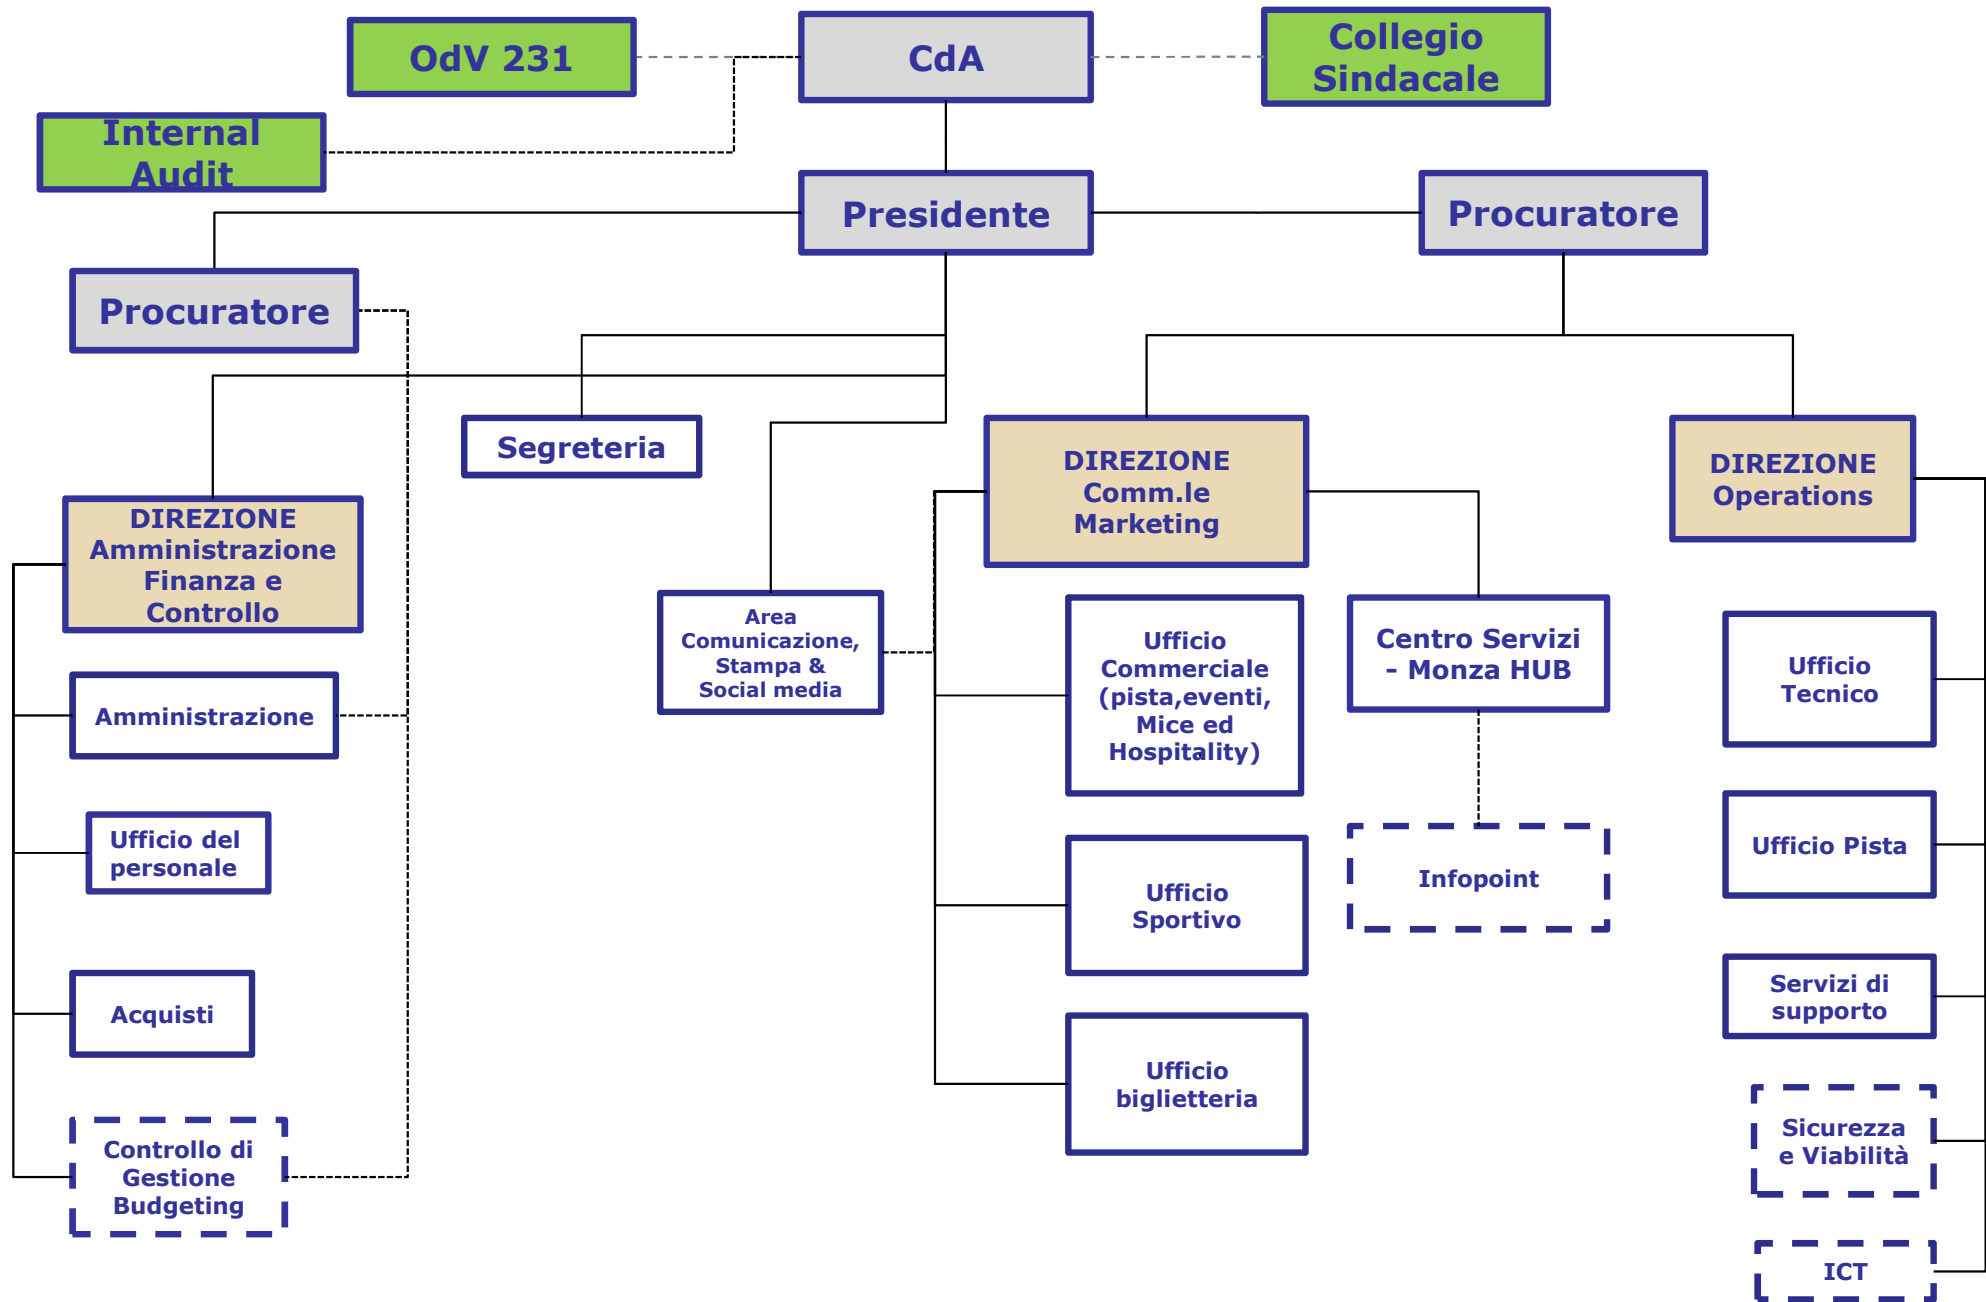 OdV 231
CdA
Collegio
Sindacale
Internal
Audit
Presidente
Procuratore
Procuratore
Segreteria
DIREZIONE
Comm.le
Marketing
DIREZIONE
Operations
DIREZIONE
Amministrazione
Finanza e
Controllo
Area
Comunicazione,
Stampa &
Social media
Ufficio
Commerciale
(pista,eventi,
Mice ed
Hospitality)
Centro Servizi
– Monza HUB
Ufficio
Tecnico
Amministrazione
Ufficio del
personale
Infopoint
Ufficio Pista
Ufficio
Sportivo
Acquisti
Servizi di
supporto
Ufficio
biglietteria
Controllo di
Gestione
Budgeting
Sicurezza
e Viabilità
ICT